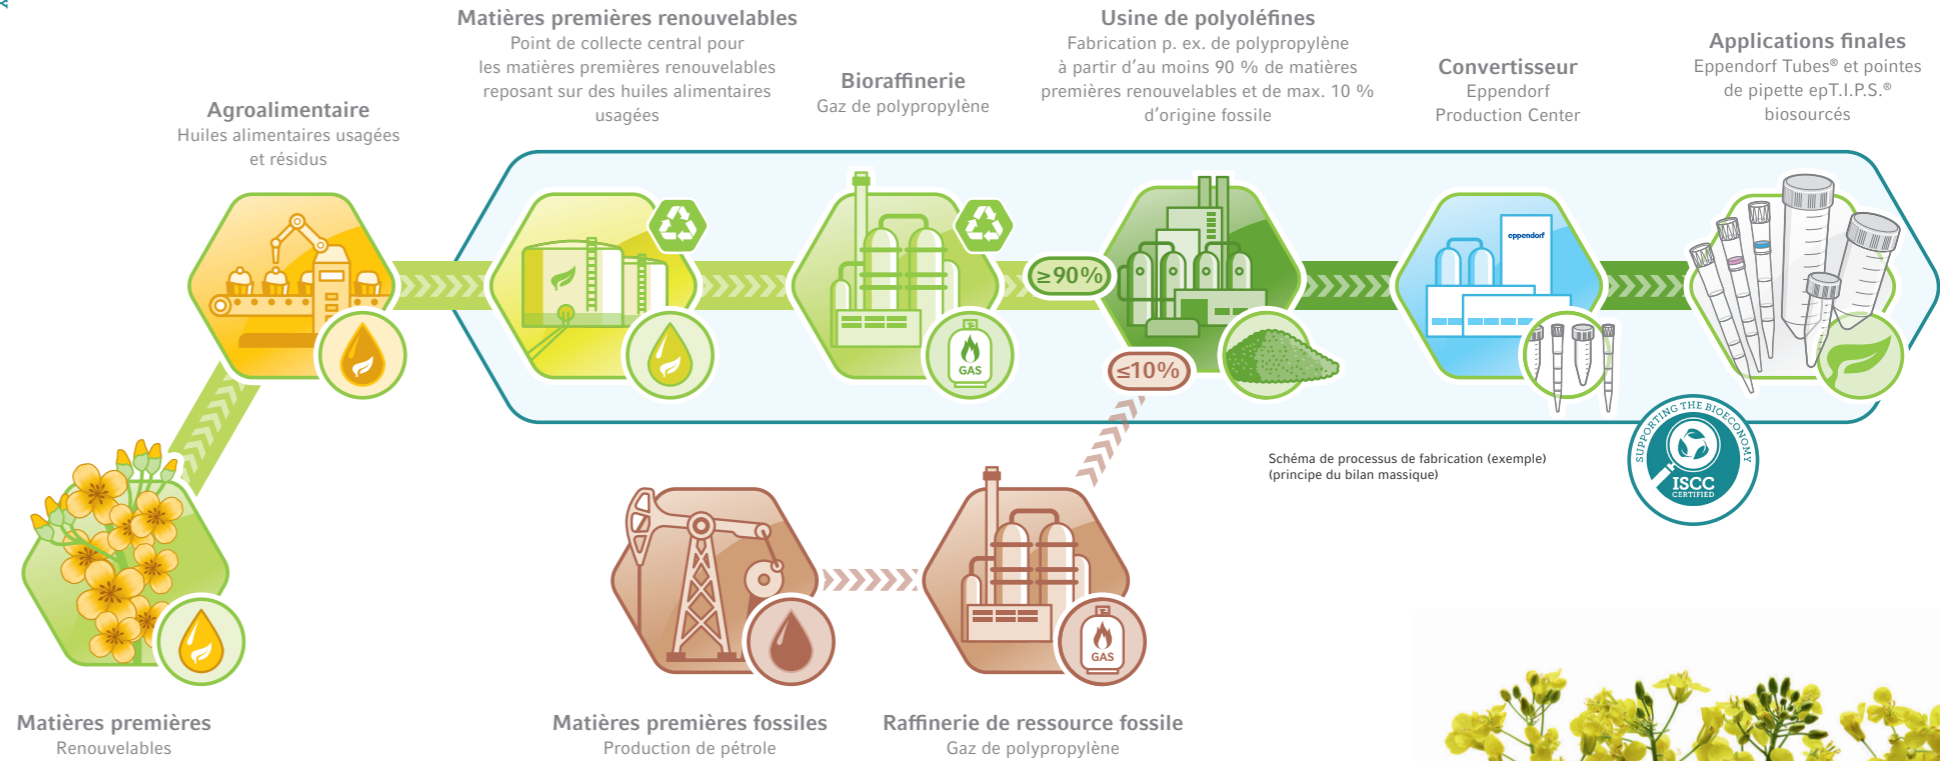 Matières premières renouvelables
Point de collecte central pour
les matières premières renouvelables
reposant sur des huiles alimentaires
usagées
Usine de polyoléfines
Fabrication p. ex. de polypropylène
à partir d’au moins 90 % de matières
premières renouvelables et de max. 10 %
d’origine fossile
Applications finales
Eppendorf Tubes® et pointes
de pipette epT.I.P.S.®
biosourcés
Bioraffinerie
Gaz de polypropylène
Convertisseur
Eppendorf
Production Center
Agroalimentaire
Huiles alimentaires usagées
et résidus
eppendorf
≥90%
≤10%
GAS
Schéma de processus de fabrication (exemple)
(principe du bilan massique)
SUPPORTING THE BIOECONOMY
ISCC
CERTIFIED
GAS
Matières premières
Renouvelables
Matières premières fossiles
Production de pétrole
Raffinerie de ressource fossile
Gaz de polypropylène